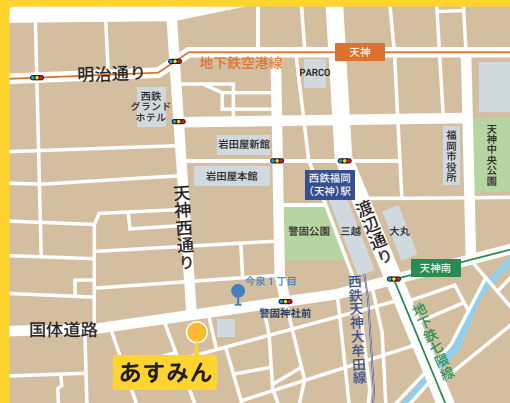 天神
地下鉄空港線
明治通り
PARCO
西鉄
グランド
ホテル
岩田屋新館
福岡市役所
天神中央公園
岩田屋本館
西鉄福岡
(天神)駅
天神西通り
渡辺通り
警固公園
三越
大丸
天神南
今泉1丁目
警固神社前
西鉄天神大牟田線
地下鉄七隈線
国体道路
あすみん